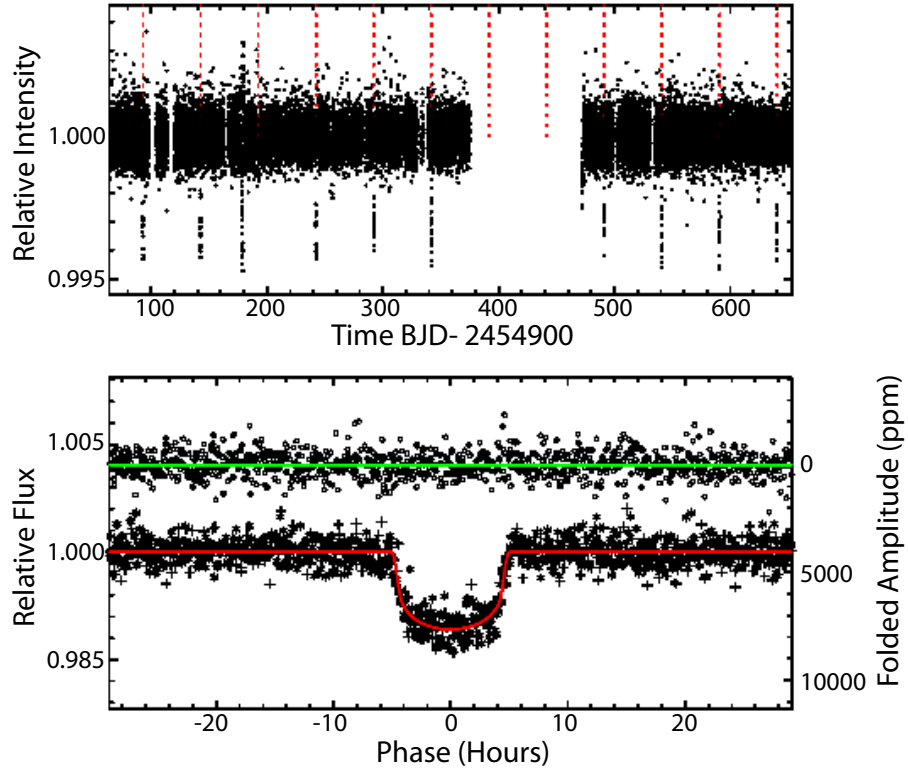 Relative Intensity
1.000
0.995
100 200 300 400 500 600
Time BJD- 2454900
Relative Flux
1.005
1.000
0.985
0
5000
10000
Folded Amplitude (ppm)
-20 -10 0 10 20
Phase (Hours)